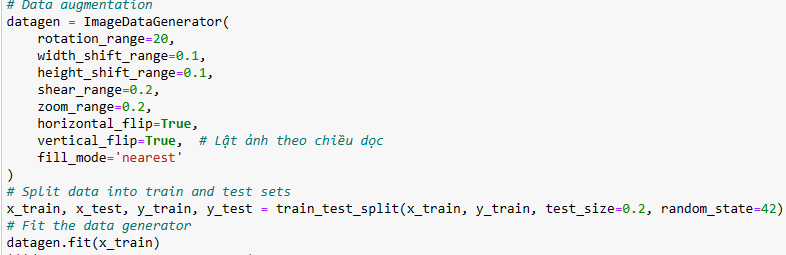 # Data augmentation
datagen = ImageDataGenerator(
    rotation_range=20,
    width_shift_range=0.1,
    height_shift_range=0.1,
    shear_range=0.2,
    zoom_range=0.2,
    horizontal_flip=True,
    vertical_flip=True,  # Lật ảnh theo chiều dọc
    fill_mode='nearest'
)
# Split data into train and test sets
x_train, x_test, y_train, y_test = train_test_split(x_train, y_train, test_size=0.2, random_state=42)
# Fit the data generator
datagen.fit(x_train)